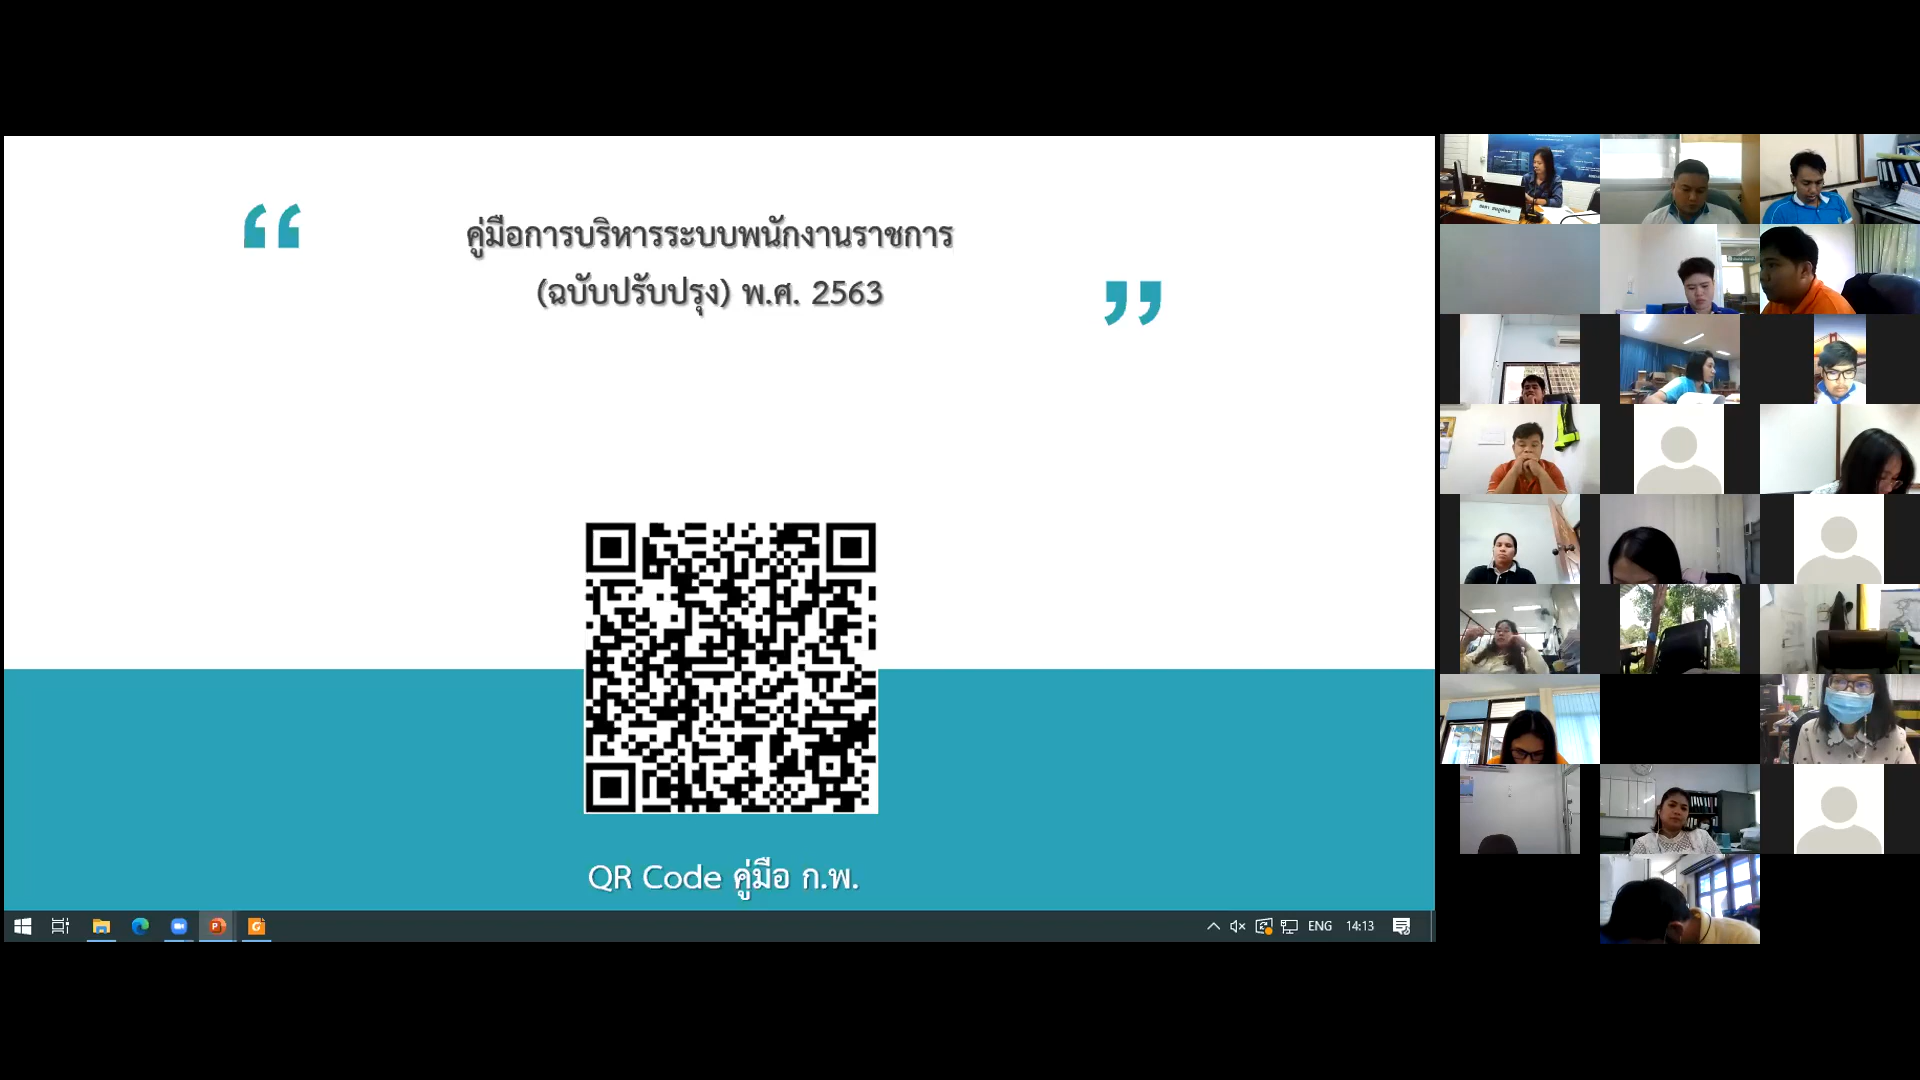 “
คู่มือการบริหารระบบพนักงานราชการ
(ฉบับปรับปรุง) พ.ศ. 2563
”
QR Code คู่มือ ก.พ.
ENG 14:13